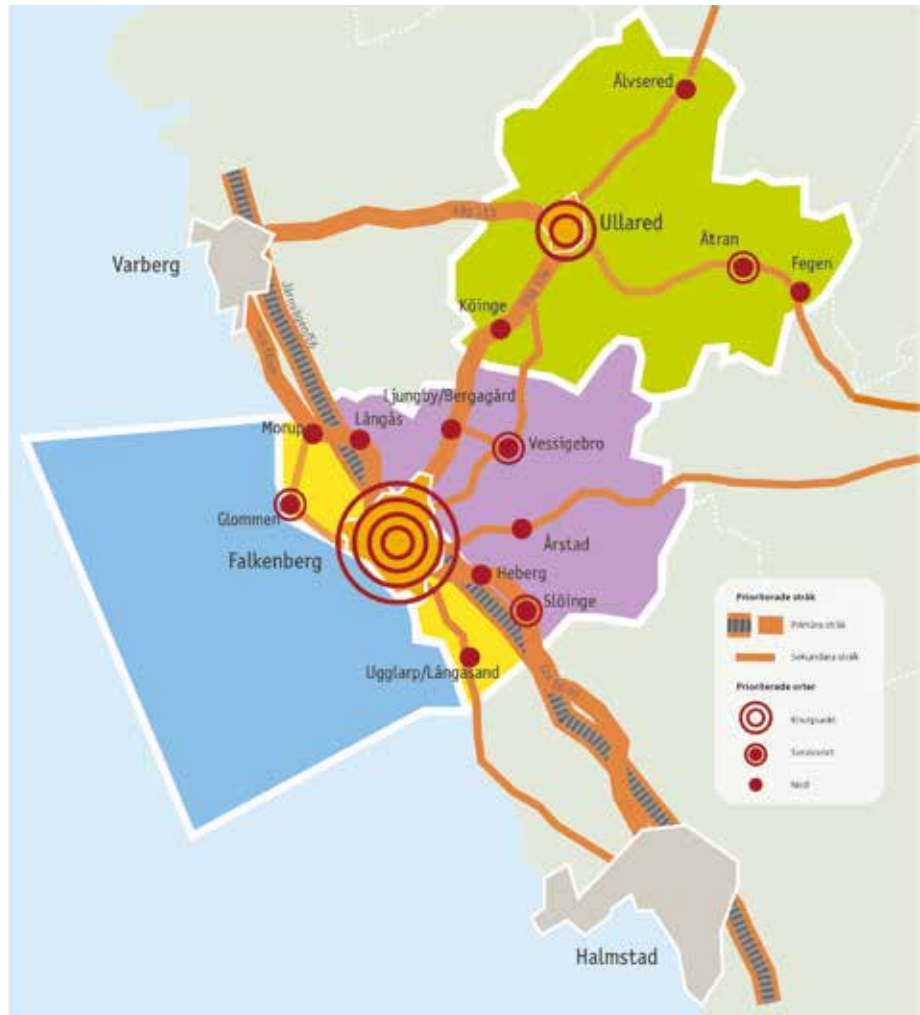 Älvsered
Ullared
Ätran
Fegen
Varberg
Köinge
Ljungby/Bergagård
Långås
Morup
Vessigebro
Glommen
Årstad
Falkenberg
Heberg
Slöinge
Ugglarp/Långasand
Halmstad
Prioriterade stråk
Primära stråk
Sekundära stråk
Prioriterade orter
Knutpunkt
Serviceort
Nod